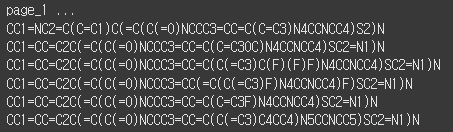 page_1 ...
CC1=NC2=C(C(=C1)C(=C(C(=O)NCCC3=CC=C(C=C3)N4CCNCC4)S2)N
CC1=CC=C2C(=C(C(=O)NCCC3=CC=C(C=C3OC)N4CCNCC4)SC2=N1)N
CC1=CC=C2C(=C(C(=O)NCCC3=CC=C(C(=C3)C(F)(F)F)N4CCNCC4)SC2=N1)N
CC1=CC=C2C(=C(C(=O)NCCC3=CC(=C(C(=C3)F)N4CCNCC4)F)SC2=N1)N
CC1=CC=C2C(=C(C(=O)NCCC3=CC=C(C=C3F)N4CCNCC4)SC2=N1)N
CC1=CC=C2C(=C(C(=O)NCCC3=CC=C(C(=C3)C4CC4)N5CCNCC5)SC2=N1)N